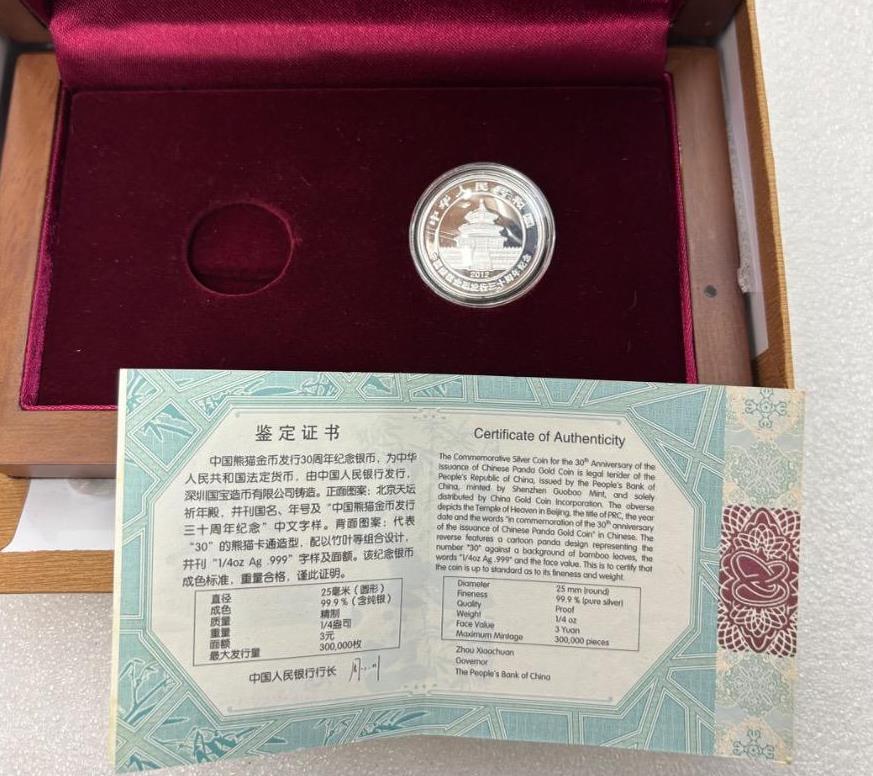 中华人民共和国
2012
中国熊猫金币发行三十周年纪念
鉴定证书
中国熊猫金币发行30周年纪念银币，为中华
人民共和国法定货币，由中国人民银行发行，
深圳国宝造币有限公司铸造。正面图案：北京天坛
祈年殿，并刊国名、年号及“中国熊猫金币发行
三十周年纪念”中文字样。背面图案：代表
“30”的熊猫卡通造型，配以竹叶等组合设计，
并刊“1/4oz Ag .999”字样及面额。该纪念银币
成色标准，重量合格，谨此证明。
直径 25毫米（圆形）
成色 99.9％（含纯银）
质量 精制
重量 1/4盎司
面额 3元
最大发行量 300,000枚
中国人民银行行长
Certificate of Authenticity
The Commemorative Silver Coin for the 30th Anniversary of the
Issuance of Chinese Panda Gold Coin is legal tender of the
People's Republic of China, issued by the People's Bank of
China, minted by Shenzhen Guobao Mint, and solely
distributed by China Gold Coin Incorporation. The obverse
depicts the Temple of Heaven in Beijing, the title of PRC, the year
date and the words "in commemoration of the 30th anniversary
of the issuance of Chinese Panda Gold Coin" in Chinese. The
reverse features a cartoon panda design representing the
number "30" against a background of bamboo leaves, the
words "1/4oz Ag .999" and the face value. This is to certify that
the coin is up to standard as to its fineness and weight.
Diameter 25 mm (round)
Fineness 99.9 % (pure silver)
Quality Proof
Weight 1/4 oz
Face Value 3 Yuan
Maximum Mintage 300,000 pieces
Zhou Xiaochuan
Governor
The People's Bank of China